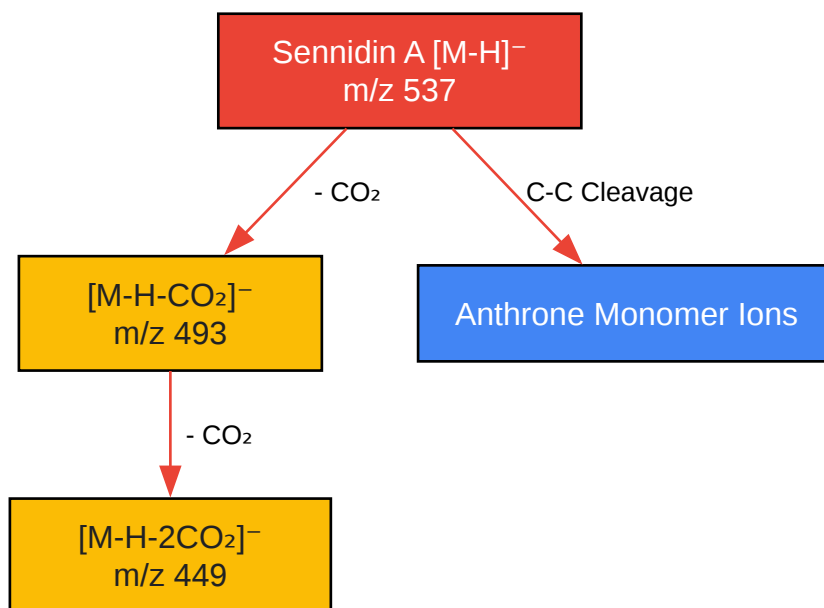 Sennidin A [M-H]⁻
m/z 537
- CO₂
C-C Cleavage
[M-H-CO₂]⁻
m/z 493
Anthrone Monomer Ions
- CO₂
[M-H-2CO₂]⁻
m/z 449